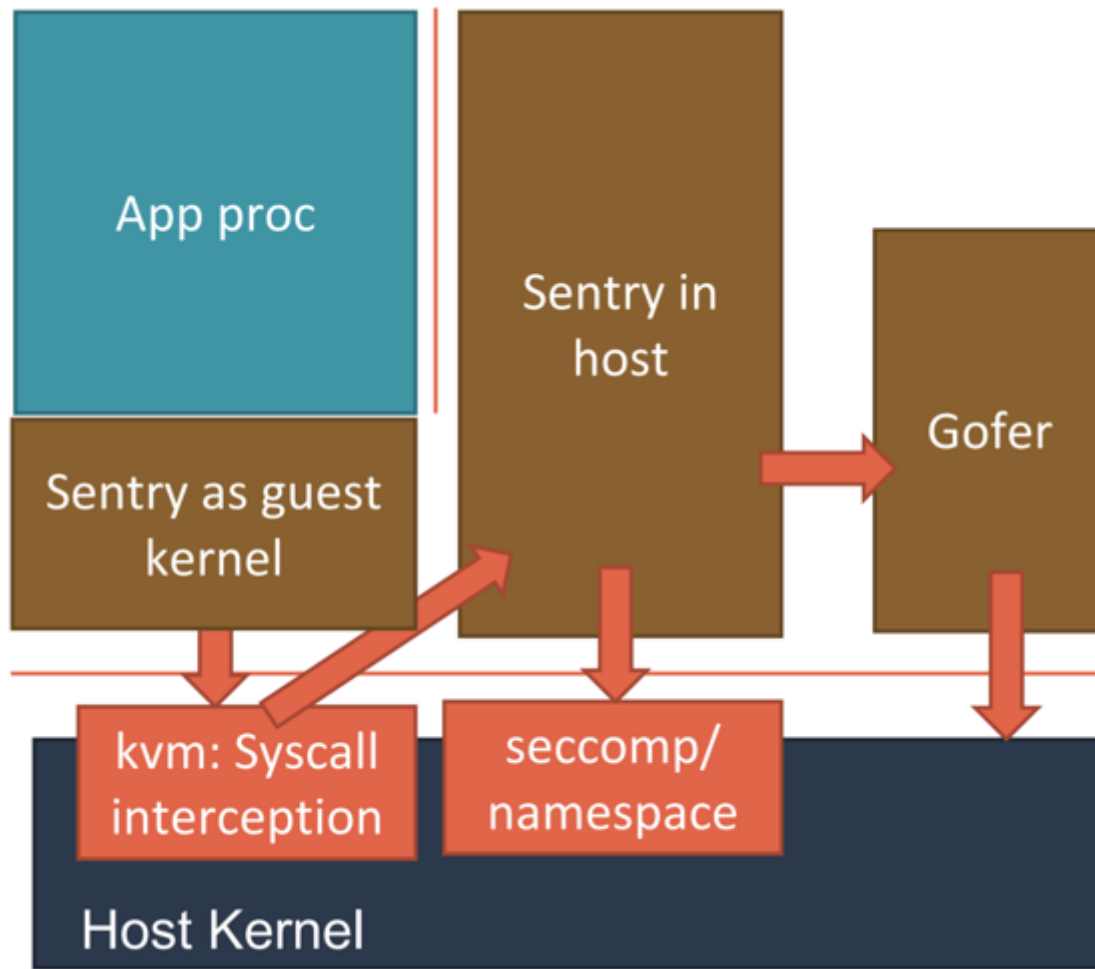 App proc
Sentry in
host
Gofer
Sentry as guest
kernel
kvm: Syscall
interception
seccomp/
namespace
Host Kernel